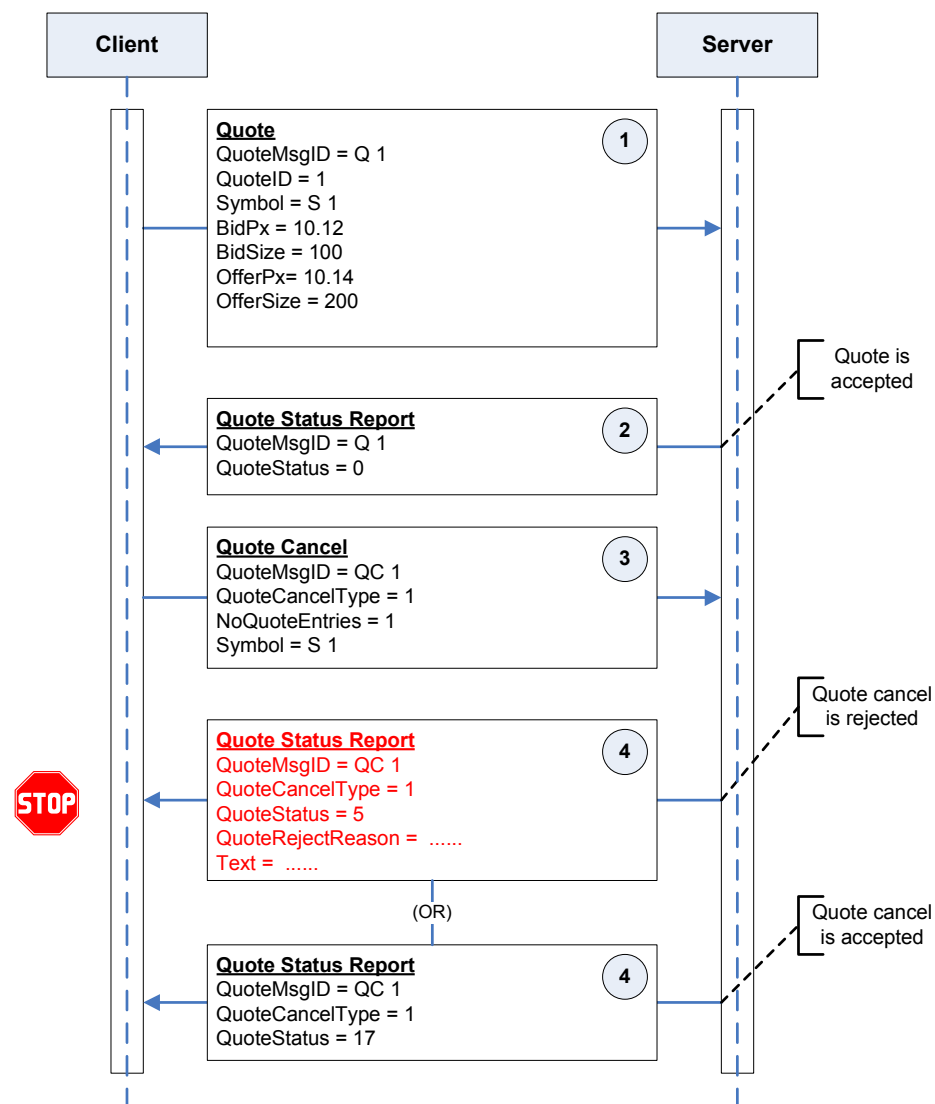 Client
Server
Quote
1
QuoteMsgID = Q 1
QuoteID = 1
Symbol = S 1
BidPx = 10.12
BidSize = 100
OfferPx= 10.14
OfferSize = 200
Quote is
accepted
Quote Status Report
2
QuoteMsgID = Q 1
QuoteStatus = 0
Quote Cancel
3
QuoteMsgID = QC 1
QuoteCancelType = 1
NoQuoteEntries = 1
Symbol = S 1
Quote cancel
is rejected
Quote Status Report
4
QuoteMsgID = QC 1
QuoteCancelType = 1
QuoteStatus = 5
QuoteRejectReason = ......
Text = ......
STOP
(OR)
Quote cancel
is accepted
Quote Status Report
4
QuoteMsgID = QC 1
QuoteCancelType = 1
QuoteStatus = 17